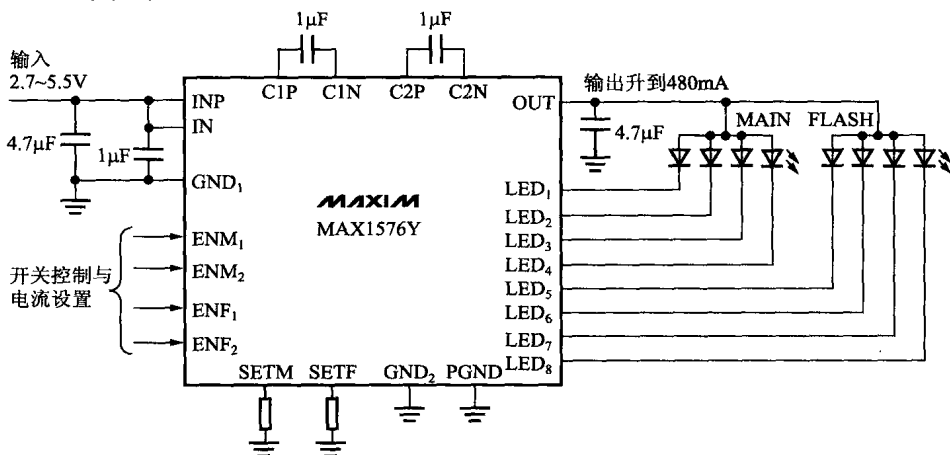 1μF
1μF
输入
2.7~5.5V
C1P
C1N
C2P
C2N
输出升到480mA
INP
OUT
IN
4.7μF
1μF
4.7μF
MAIN
FLASH
GND₁
LED₁
MAXIM
MAX1576Y
LED₂
LED₃
LED₄
LED₅
LED₆
LED₇
LED₈
开关控制与
电流设置
ENM₁
ENM₂
ENF₁
ENF₂
SETM
SETF
GND₂
PGND